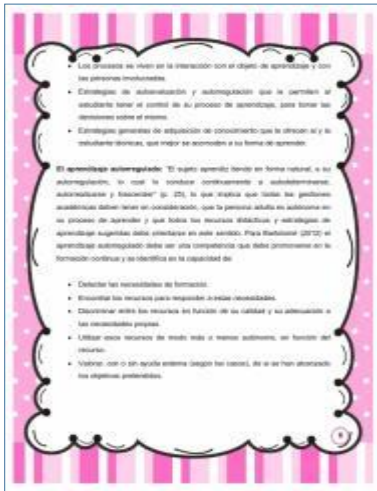 • Los procesos se viven en la interacción con el objeto de aprendizaje y con
las personas involucradas.
• Estrategias de autoevaluación y autorregulación que le permiten al
estudiante tener el control de su proceso de aprendizaje, para tomar las
decisiones sobre el mismo.
• Estrategias generales de adquisición de conocimiento que le ofrecen al y la
estudiante técnicas, que mejor se acomoden a su forma de aprender.
El aprendizaje autorregulado: "El sujeto aprendiz tiende en forma natural, a su
autorregulación, lo cual lo conduce continuamente a autodeterminarse,
autorrealizarse y trascender" (p. 25), lo que implica que todas las gestiones
académicas deben tener en consideración, que la persona adulta es autónoma en
su proceso de aprender y que todos los recursos didácticos y estrategias de
aprendizaje sugeridas debe orientarse en este sentido. Para (2012) el
aprendizaje autorregulado debe ser una competencia que debe promoverse en la
formación continua y se identifica en la capacidad de:
• Detectar las necesidades de formación.
• Encontrar los recursos para responder a estas necesidades.
• Discriminar entre los recursos en función de su calidad y su adecuación a
las necesidades propias.
• Utilizar esos recursos de modo más o menos autónomo, en función del
recurso.
• Valorar, con o sin ayuda externa (según los casos), de si se han alcanzado
los objetivos pretendidos.